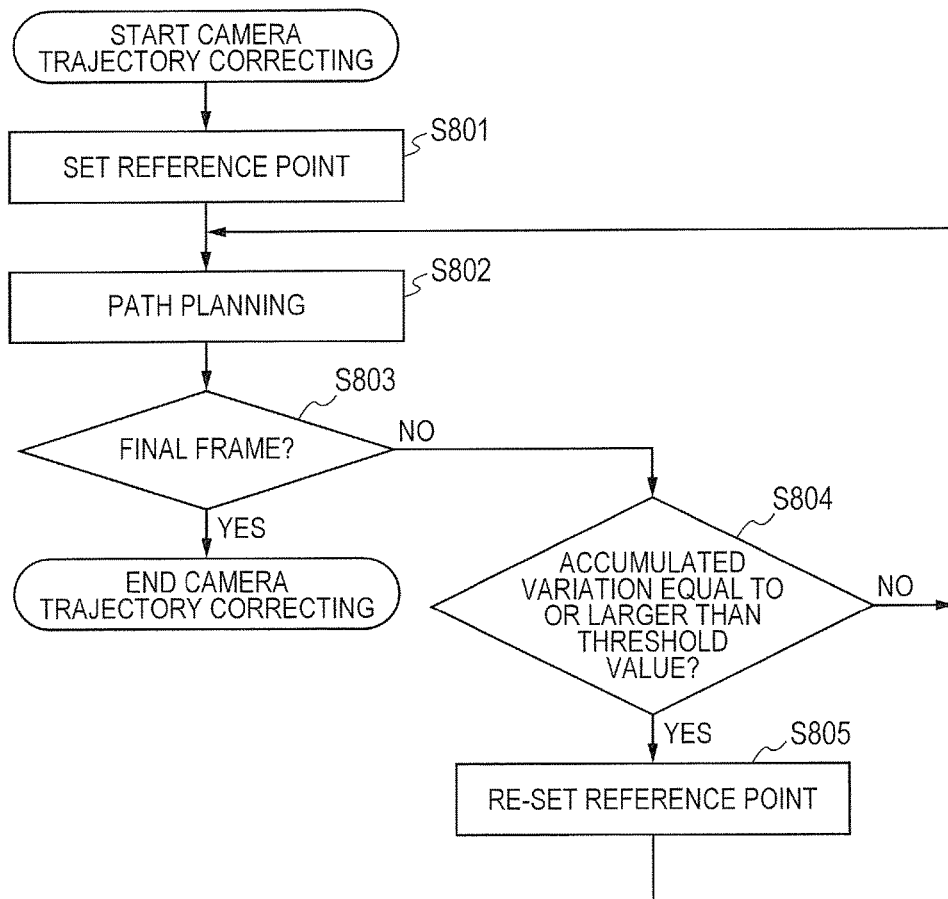 START CAMERA
TRAJECTORY CORRECTING
S801
SET REFERENCE POINT
S802
PATH PLANNING
S803
FINAL FRAME?
NO
YES
END CAMERA
TRAJECTORY CORRECTING
S804
ACCUMULATED
VARIATION EQUAL TO
OR LARGER THAN
THRESHOLD
VALUE?
NO
YES
S805
RE-SET REFERENCE POINT